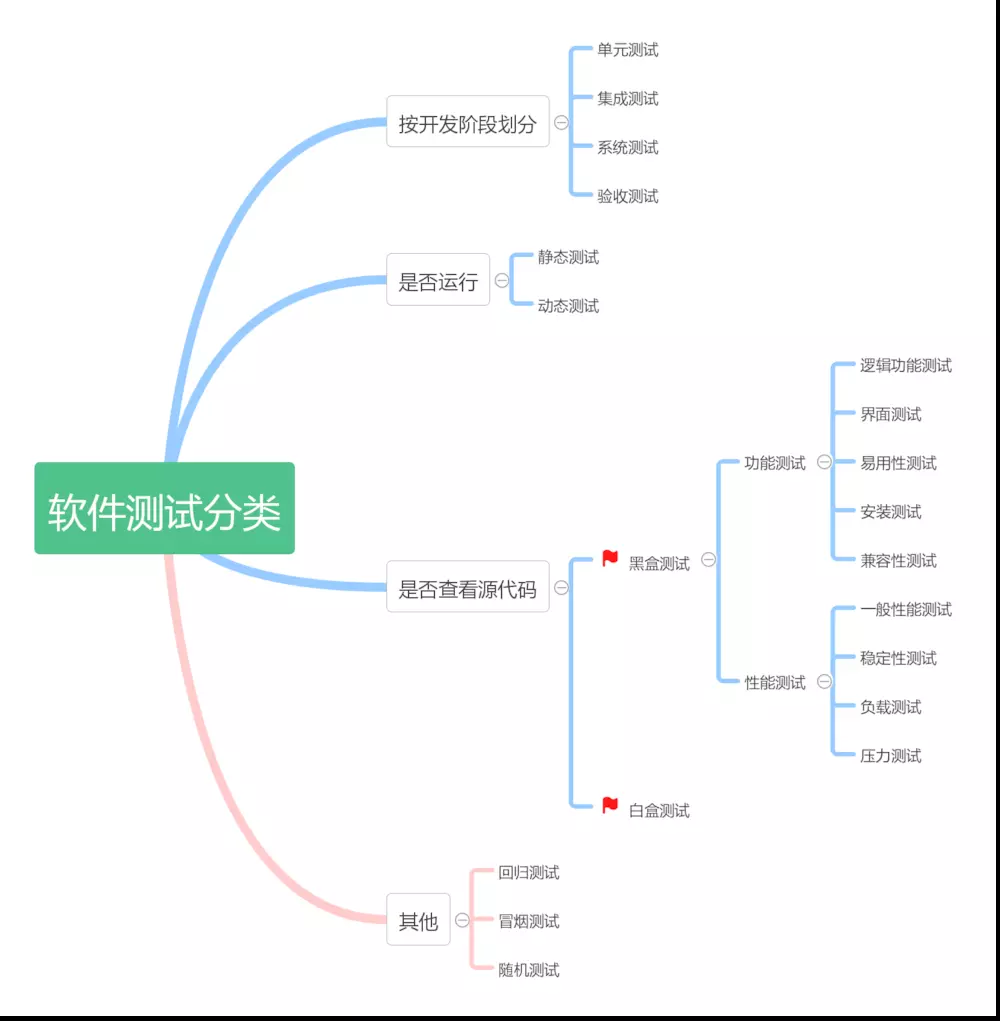 软件测试分类
按开发阶段划分
单元测试
集成测试
系统测试
验收测试
是否运行
静态测试
动态测试
是否查看源代码
黑盒测试
功能测试
逻辑功能测试
界面测试
易用性测试
安装测试
兼容性测试
性能测试
一般性能测试
稳定性测试
负载测试
压力测试
白盒测试
其他
回归测试
冒烟测试
随机测试